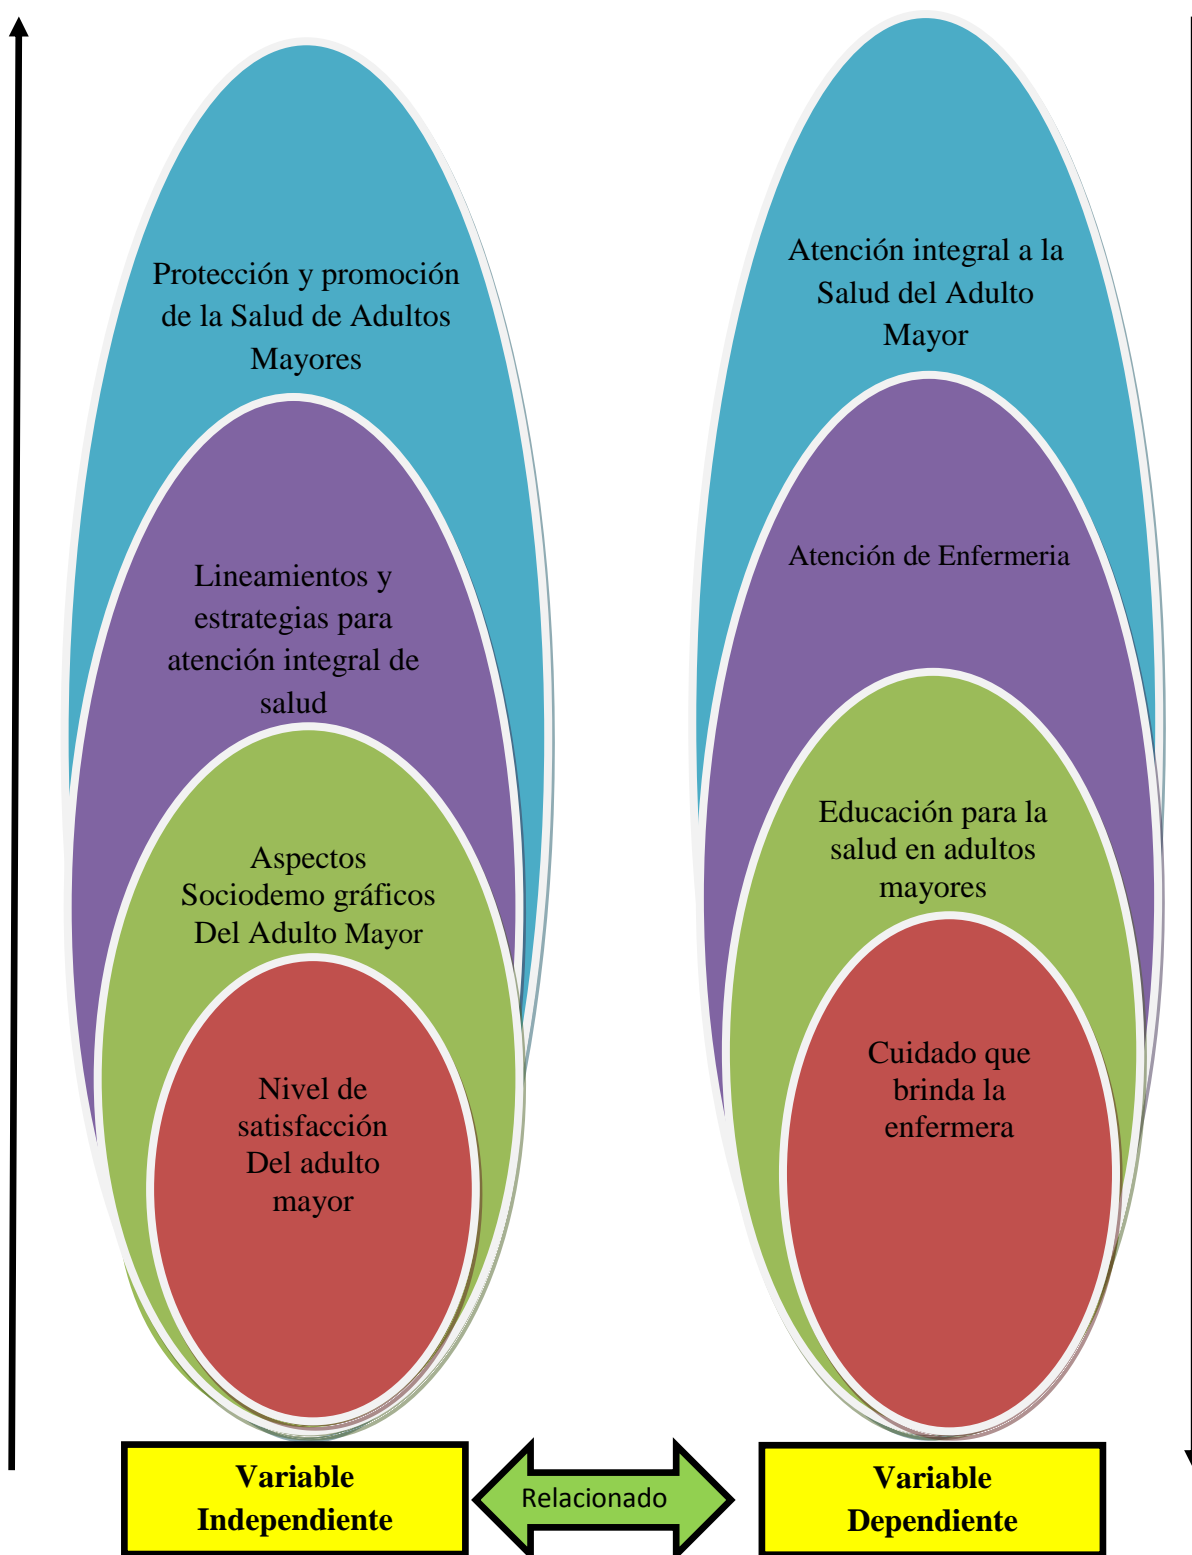 Protección y promoción
de la Salud de Adultos
Mayores
Lineamientos y
estrategias para
atención integral de
salud
Aspectos
Sociodemo gráficos
Del Adulto Mayor
Nivel de
satisfacción
Del adulto
mayor
Variable
Independiente
Relacionado
Atención integral a la
Salud del Adulto
Mayor
Atención de Enfermeria
Educación para la
salud en adultos
mayores
Cuidado que
brinda la
enfermera
Variable
Dependiente